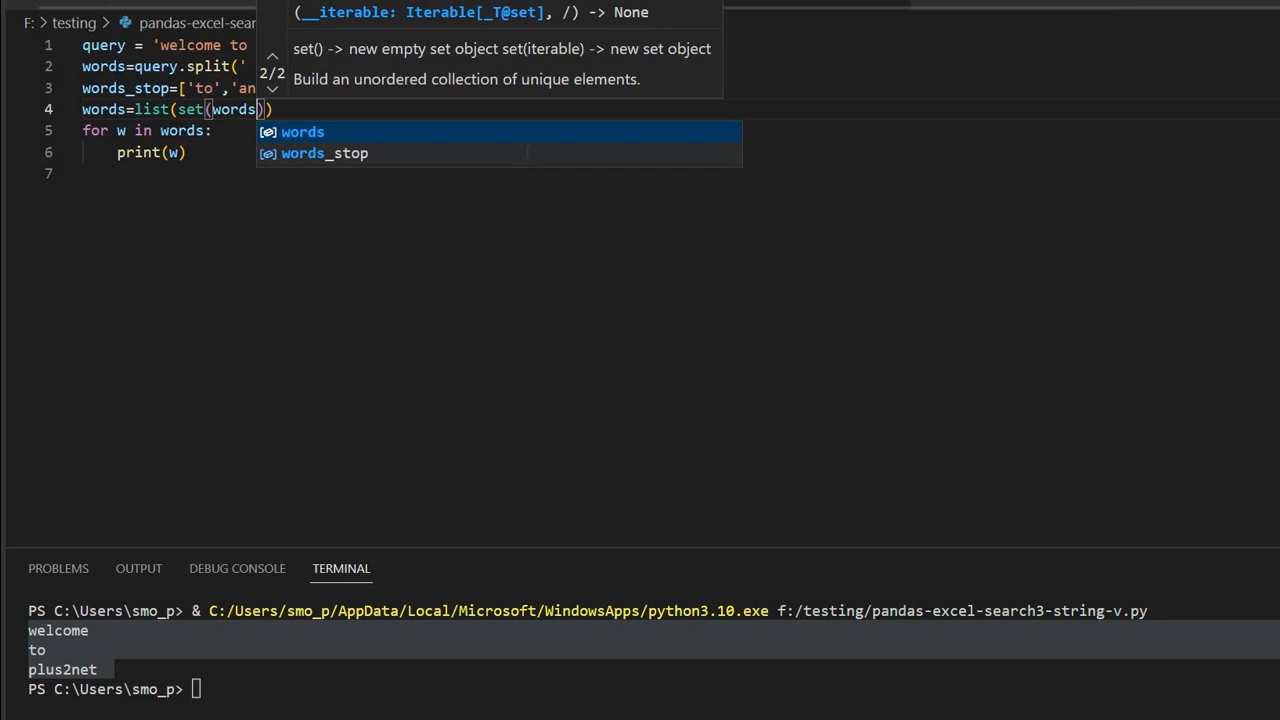 (__iterable: Iterable[_T@set], /) -> None
F: > testing > pandas-excel-sear
1 query = 'welcome to
set() -> new empty set object set(iterable) -> new set object
2 words=query.split('
2/2
Build an unordered collection of unique elements.
3 words_stop=['to','an
4 words=list(set(words))
5 for w in words:
words
6 print(w)
words_stop
7
PROBLEMS OUTPUT DEBUG CONSOLE TERMINAL
PS C:\Users\smo_p> & C:/Users/smo_p/AppData/Local/Microsoft/WindowsApps/python3.10.exe f:/testing/pandas-excel-search3-string-v.py
welcome
to
plus2net
PS C:\Users\smo_p>